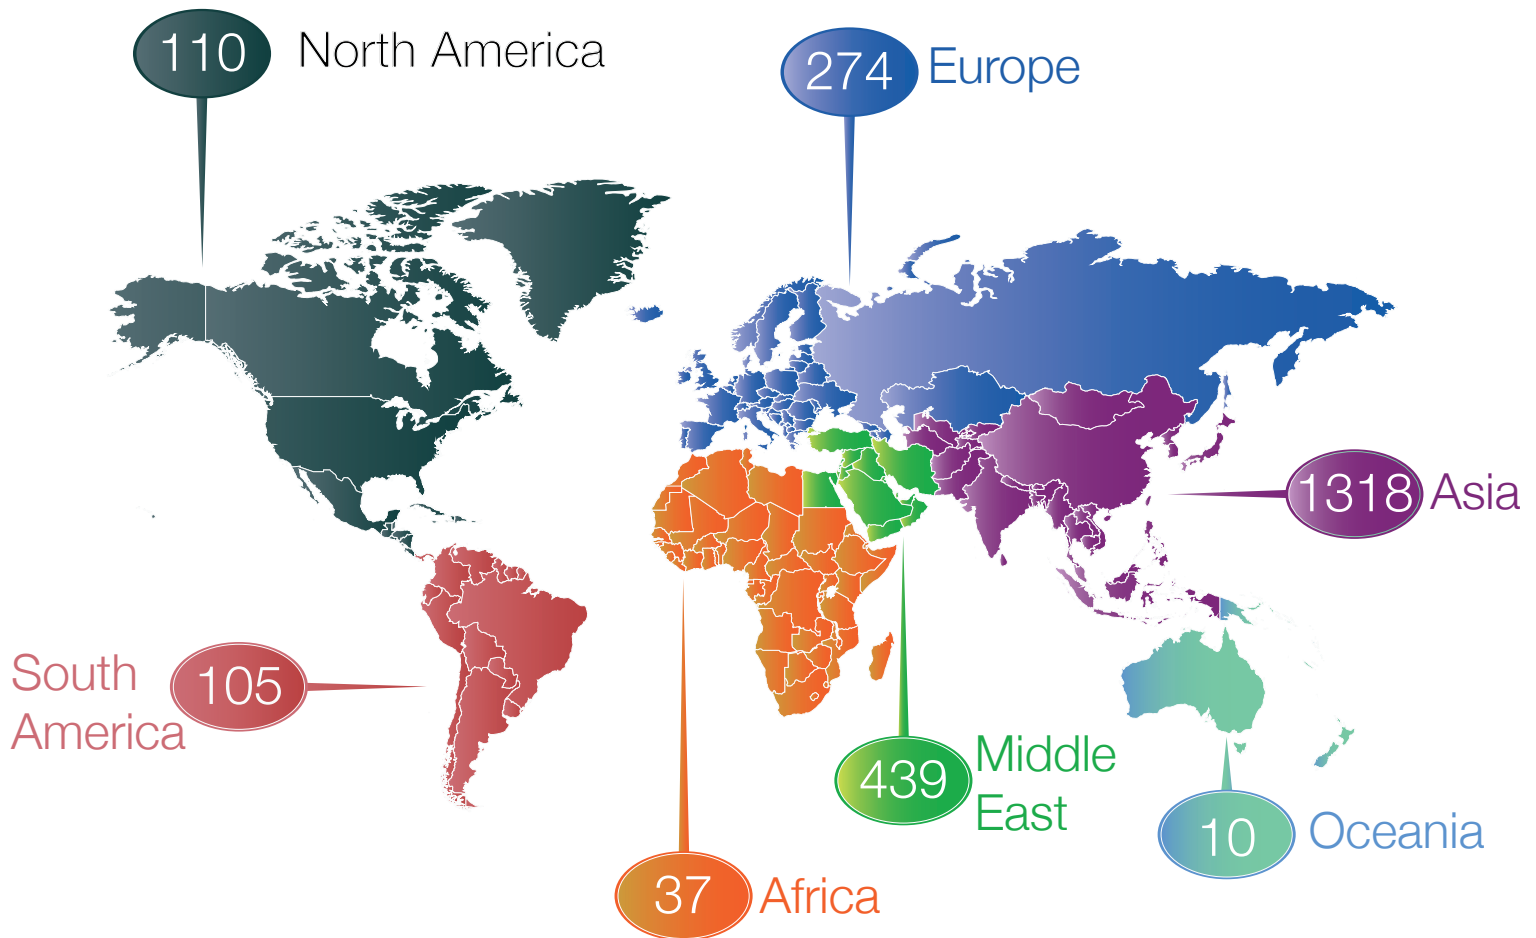 110 North America
274 Europe
1318 Asia
South
America
105
439
Middle
East
10 Oceania
37 Africa